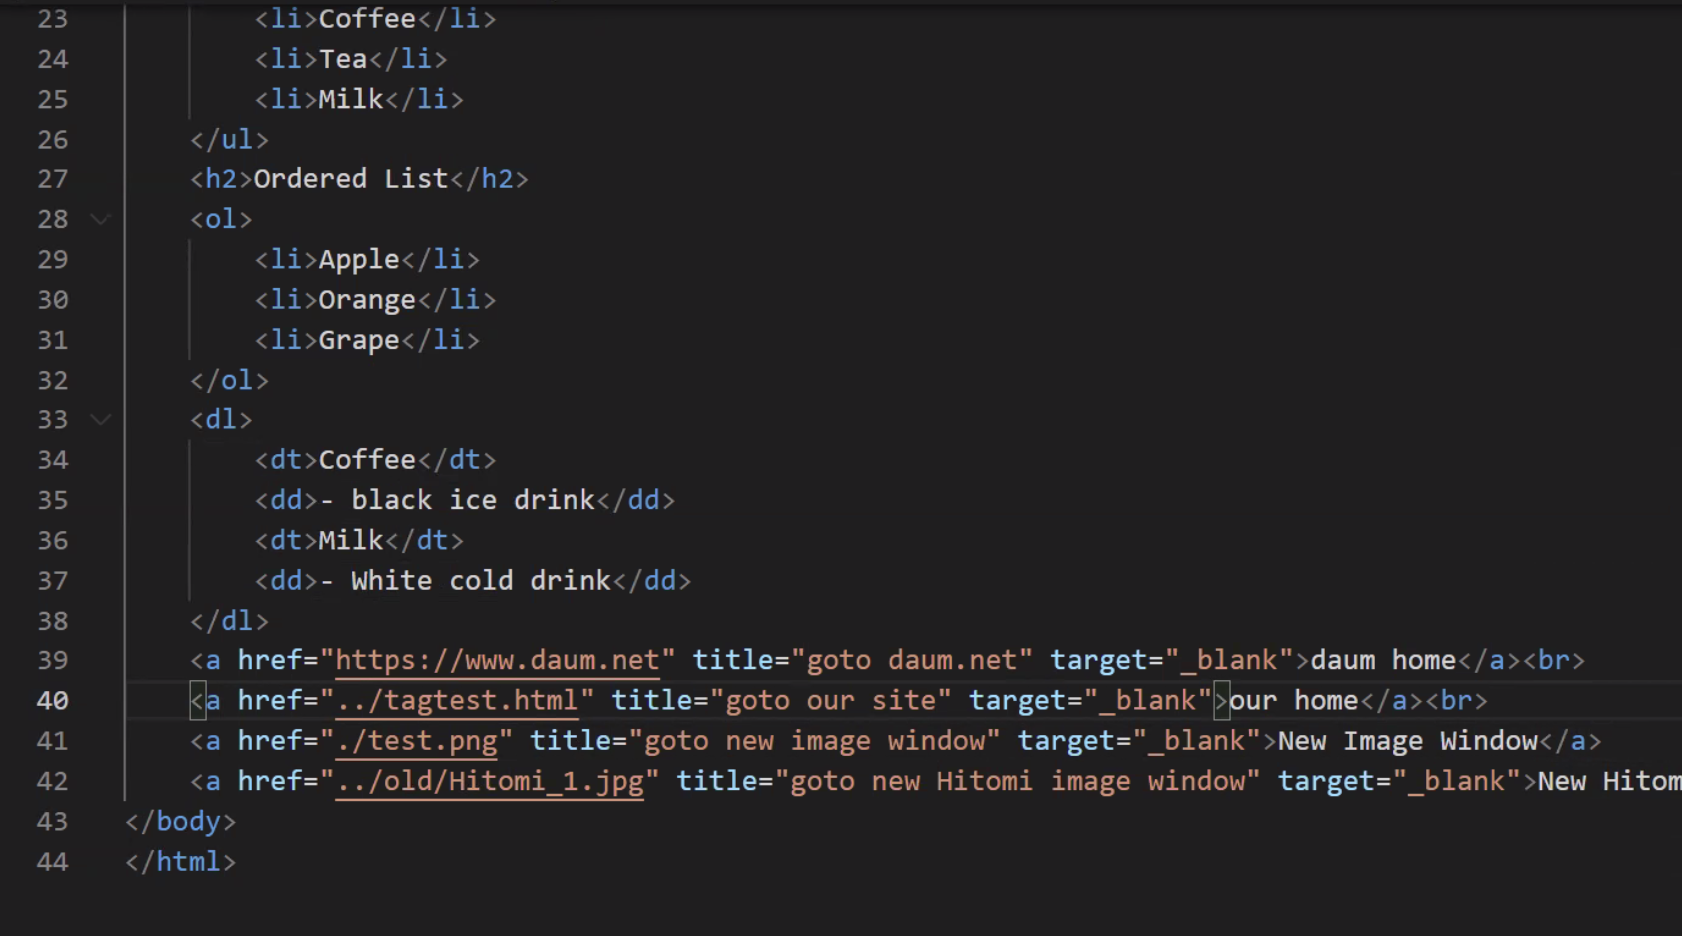 23 <li>Coffee</li>
24 <li>Tea</li>
25 <li>Milk</li>
26 </ul>
27 <h2>Ordered List</h2>
28 <ol>
29 <li>Apple</li>
30 <li>Orange</li>
31 <li>Grape</li>
32 </ol>
33 <dl>
34 <dt>Coffee</dt>
35 <dd>- black ice drink</dd>
36 <dt>Milk</dt>
37 <dd>- White cold drink</dd>
38 </dl>
39 <a href="https://www.daum.net" title="goto daum.net" target="_blank">daum home</a><br>
40 <a href="../tagtest.html" title="goto our site" target="_blank">our home</a><br>
41 <a href="./test.png" title="goto new image window" target="_blank">New Image Window</a>
42 <a href="../old/Hitomi_1.jpg" title="goto new Hitomi image window" target="_blank">New Hitom
43 </body>
44 </html>